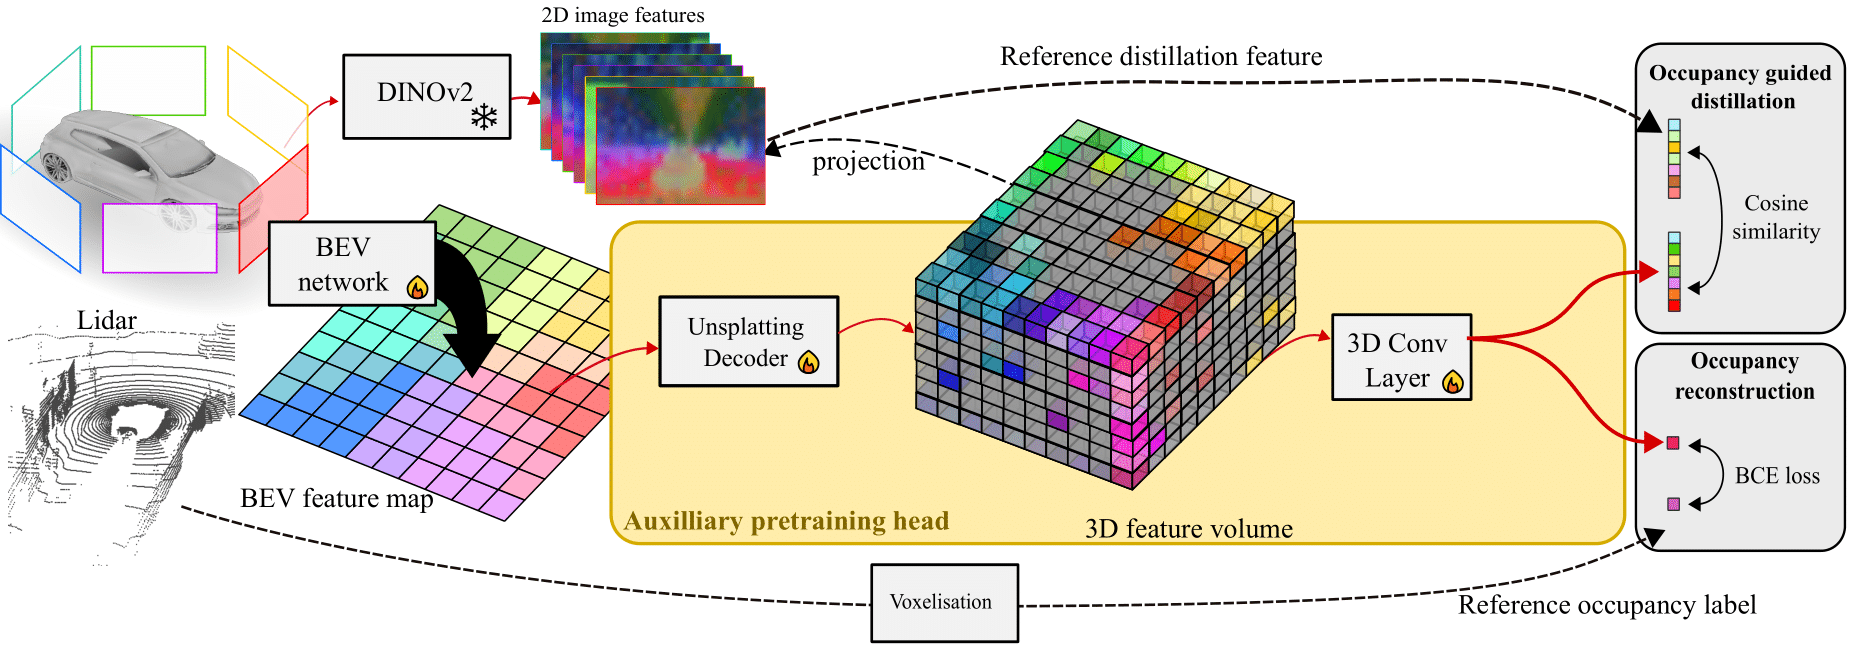 2D image features
DINOv2
Reference distillation feature
projection
Occupancy guided
distillation
Cosine
similarity
BEV
network
Lidar
Unsplatting
Decoder
3D Conv
Layer
Occupancy
reconstruction
BCE loss
BEV feature map
Auxilliary pretraining head
3D feature volume
Voxelisation
Reference occupancy label